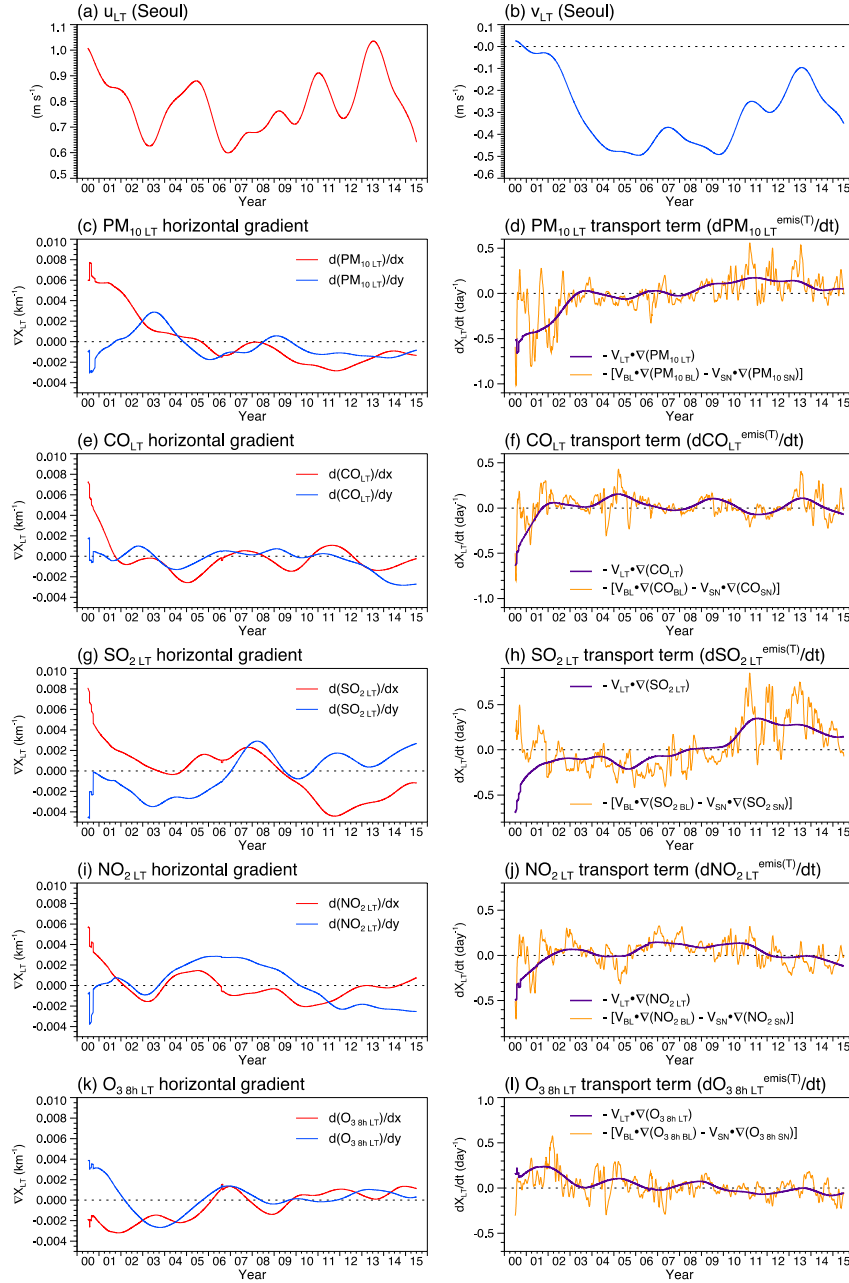 (a) u_LT (Seoul)
1.1
1.0
0.9
0.8
0.7
0.6
0.5
(m s⁻¹)
00 01 02 03 04 05 06 07 08 09 10 11 12 13 14 15
Year
(b) v_LT (Seoul)
0.1
-0.0
-0.1
-0.2
-0.3
-0.4
-0.5
-0.6
(m s⁻¹)
00 01 02 03 04 05 06 07 08 09 10 11 12 13 14 15
Year
(c) PM₁₀ LT horizontal gradient
0.010
0.008
0.006
0.004
0.002
0.000
-0.002
-0.004
∇X_LT (km⁻¹)
d(PM₁₀ LT)/dx
d(PM₁₀ LT)/dy
00 01 02 03 04 05 06 07 08 09 10 11 12 13 14 15
Year
(d) PM₁₀ LT transport term (dPM₁₀ LT^emis(T)/dt)
0.5
0.0
-0.5
-1.0
dX_LT/dt (day⁻¹)
- V_LT•∇(PM₁₀ LT)
- [V_BL•∇(PM₁₀ BL) - V_SN•∇(PM₁₀ SN)]
00 01 02 03 04 05 06 07 08 09 10 11 12 13 14 15
Year
(e) CO_LT horizontal gradient
0.010
0.008
0.006
0.004
0.002
0.000
-0.002
-0.004
∇X_LT (km⁻¹)
d(CO_LT)/dx
d(CO_LT)/dy
00 01 02 03 04 05 06 07 08 09 10 11 12 13 14 15
Year
(f) CO_LT transport term (dCO_LT^emis(T)/dt)
0.5
0.0
-0.5
-1.0
dX_LT/dt (day⁻¹)
- V_LT•∇(CO_LT)
- [V_BL•∇(CO_BL) - V_SN•∇(CO_SN)]
00 01 02 03 04 05 06 07 08 09 10 11 12 13 14 15
Year
(g) SO₂ LT horizontal gradient
0.010
0.008
0.006
0.004
0.002
0.000
-0.002
-0.004
∇X_LT (km⁻¹)
d(SO₂ LT)/dx
d(SO₂ LT)/dy
00 01 02 03 04 05 06 07 08 09 10 11 12 13 14 15
Year
(h) SO₂ LT transport term (dSO₂ LT^emis(T)/dt)
0.5
0.0
-0.5
dX_LT/dt (day⁻¹)
- V_LT•∇(SO₂ LT)
- [V_BL•∇(SO₂ BL) - V_SN•∇(SO₂ SN)]
00 01 02 03 04 05 06 07 08 09 10 11 12 13 14 15
Year
(i) NO₂ LT horizontal gradient
0.010
0.008
0.006
0.004
0.002
0.000
-0.002
-0.004
∇X_LT (km⁻¹)
d(NO₂ LT)/dx
d(NO₂ LT)/dy
00 01 02 03 04 05 06 07 08 09 10 11 12 13 14 15
Year
(j) NO₂ LT transport term (dNO₂ LT^emis(T)/dt)
0.5
0.0
-0.5
dX_LT/dt (day⁻¹)
- V_LT•∇(NO₂ LT)
- [V_BL•∇(NO₂ BL) - V_SN•∇(NO₂ SN)]
00 01 02 03 04 05 06 07 08 09 10 11 12 13 14 15
Year
(k) O₃ 8h LT horizontal gradient
0.010
0.008
0.006
0.004
0.002
0.000
-0.002
-0.004
∇X_LT (km⁻¹)
d(O₃ 8h LT)/dx
d(O₃ 8h LT)/dy
00 01 02 03 04 05 06 07 08 09 10 11 12 13 14 15
Year
(l) O₃ 8h LT transport term (dO₃ 8h LT^emis(T)/dt)
1.0
0.5
0.0
-0.5
dX_LT/dt (day⁻¹)
- V_LT•∇(O₃ 8h LT)
- [V_BL•∇(O₃ 8h BL) - V_SN•∇(O₃ 8h SN)]
00 01 02 03 04 05 06 07 08 09 10 11 12 13 14 15
Year